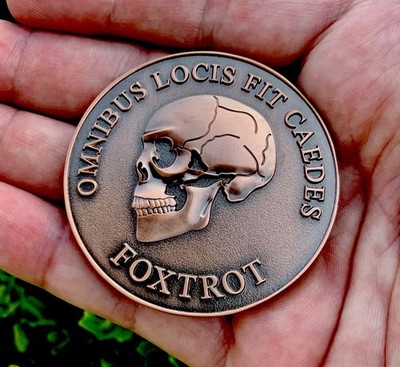 OMNIBUS LOCIS FIT CAEDES
FOXTROT